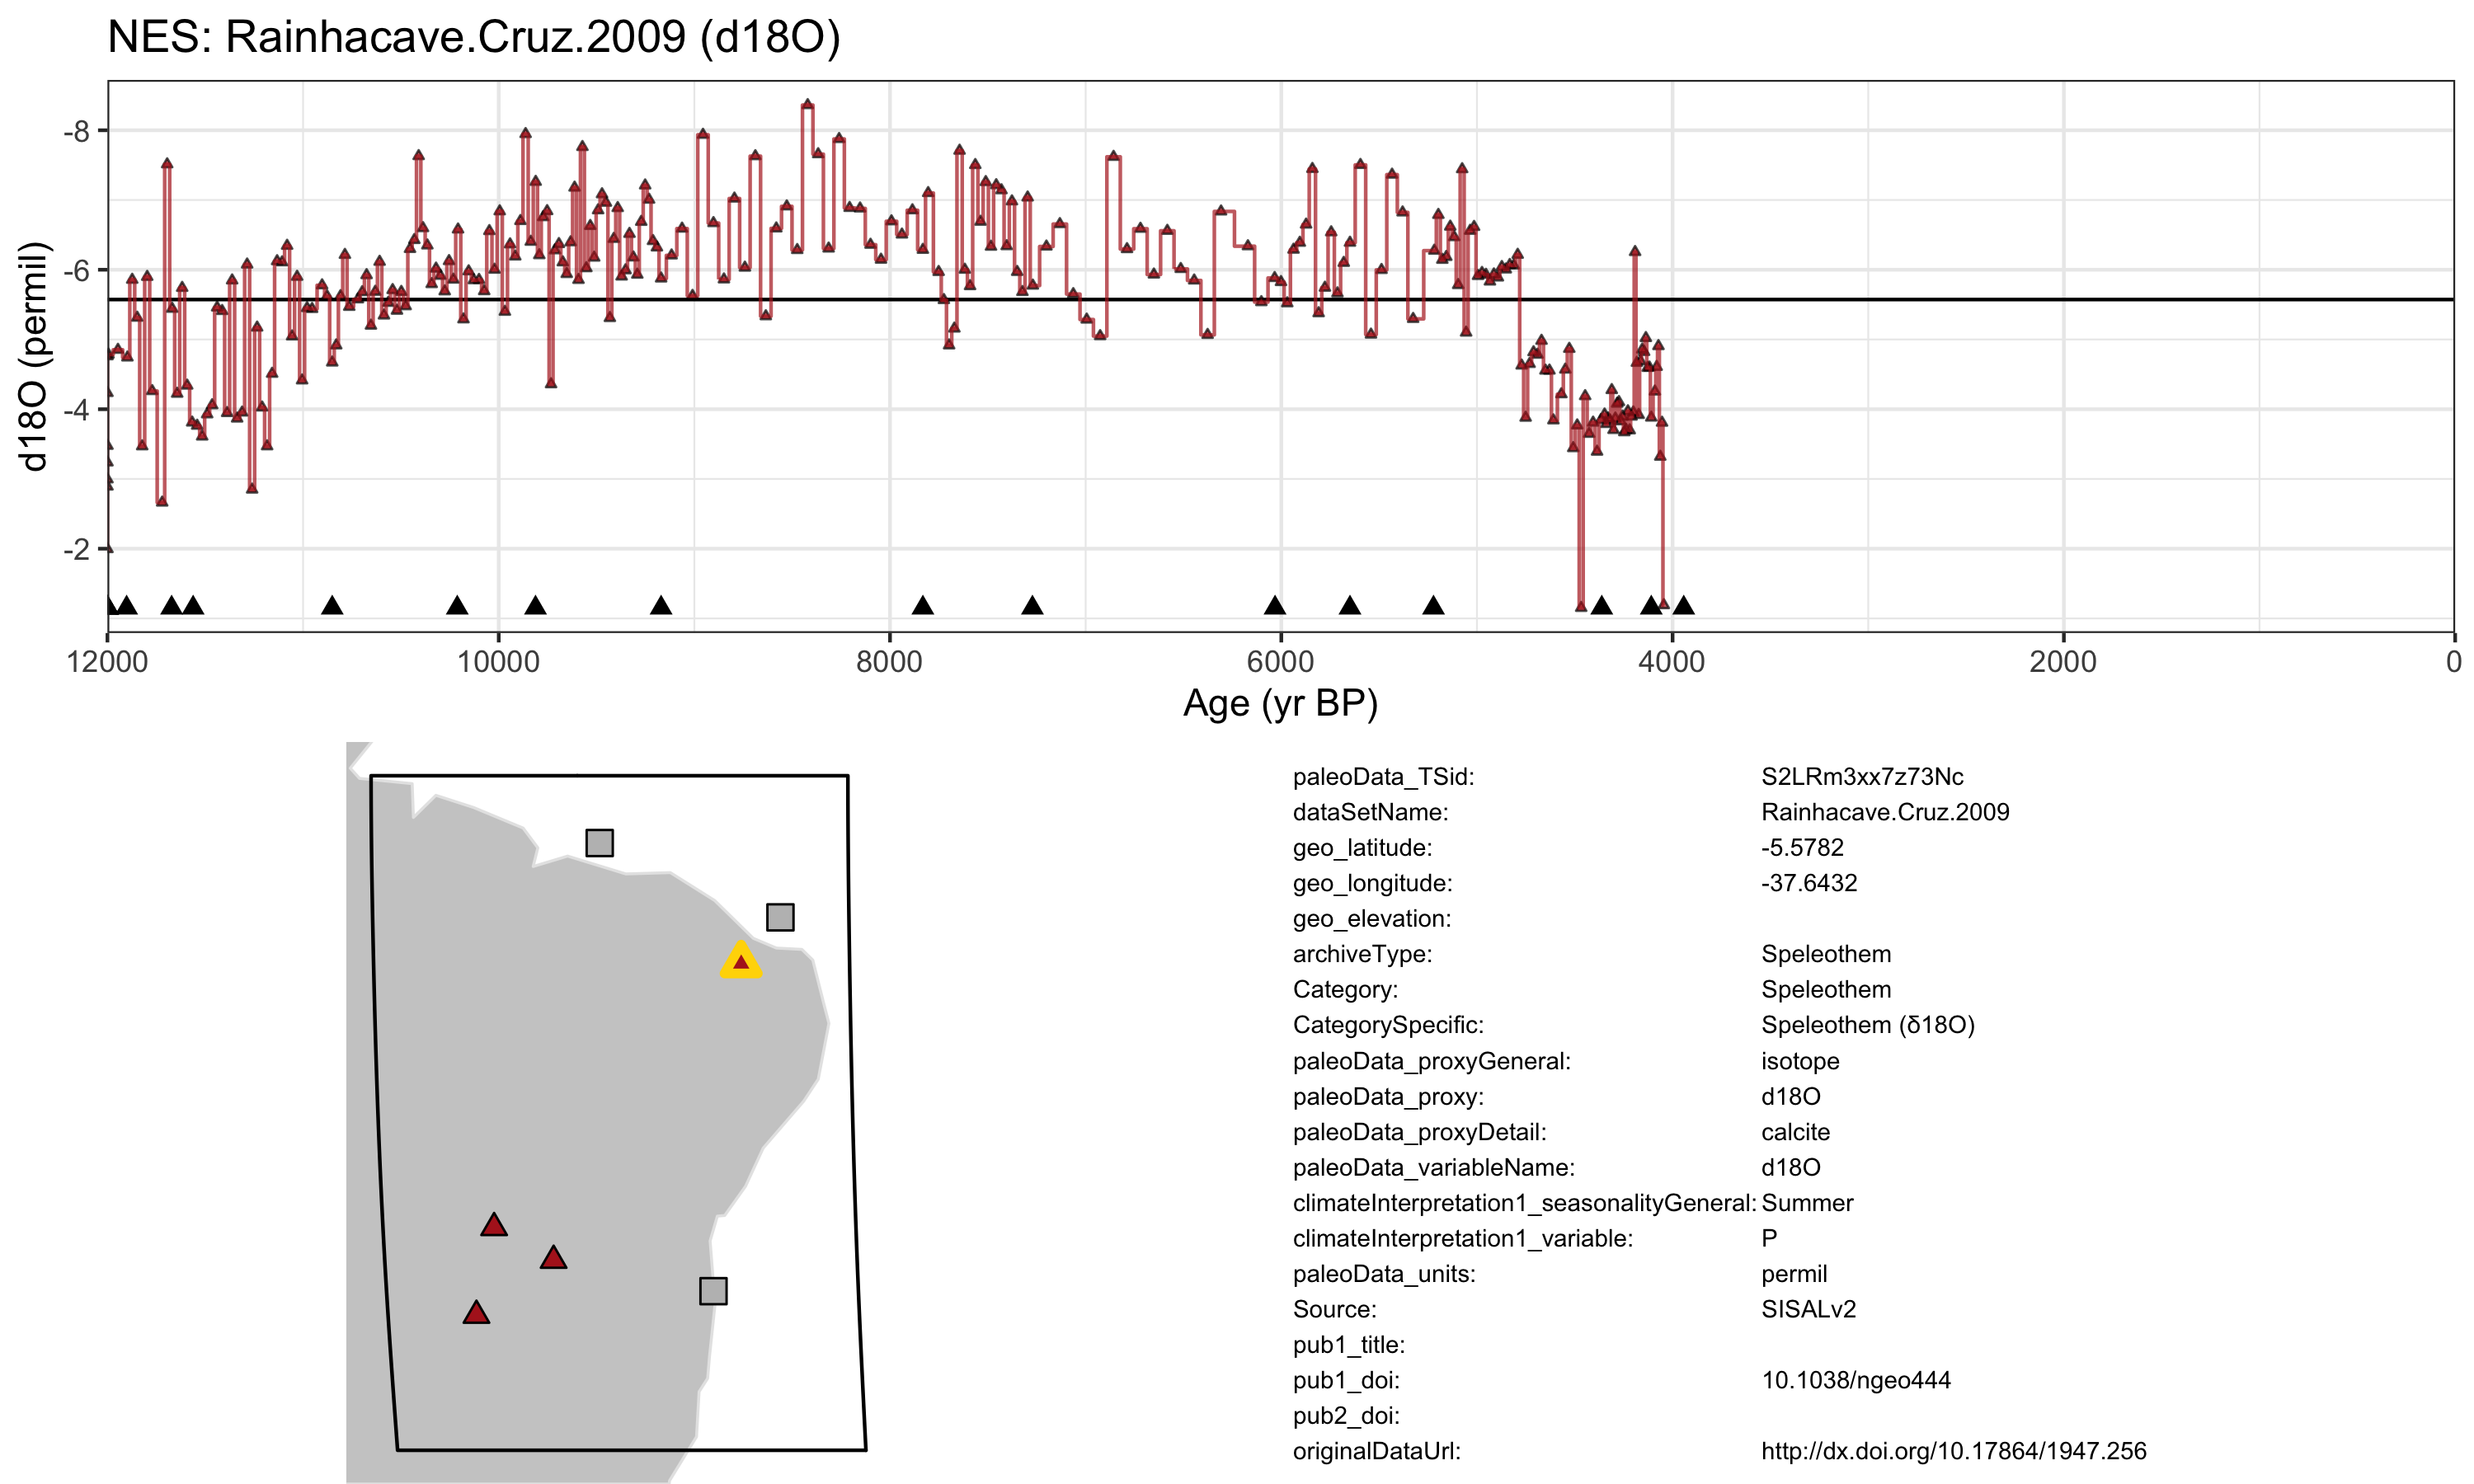 NES: Rainhacave.Cruz.2009 (d18O)
d18O (permil)
-8
-6
-4
-2
12000 10000 8000 6000 4000 2000 0
Age (yr BP)
paleoData_TSid: S2LRm3xx7z73Nc
dataSetName: Rainhacave.Cruz.2009
geo_latitude: -5.5782
geo_longitude: -37.6432
geo_elevation:
archiveType: Speleothem
Category: Speleothem
CategorySpecific: Speleothem (δ18O)
paleoData_proxyGeneral: isotope
paleoData_proxy: d18O
paleoData_proxyDetail: calcite
paleoData_variableName: d18O
climateInterpretation1_seasonalityGeneral: Summer
climateInterpretation1_variable: P
paleoData_units: permil
Source: SISALv2
pub1_title:
pub1_doi: 10.1038/ngeo444
pub2_doi:
originalDataUrl: http://dx.doi.org/10.17864/1947.256